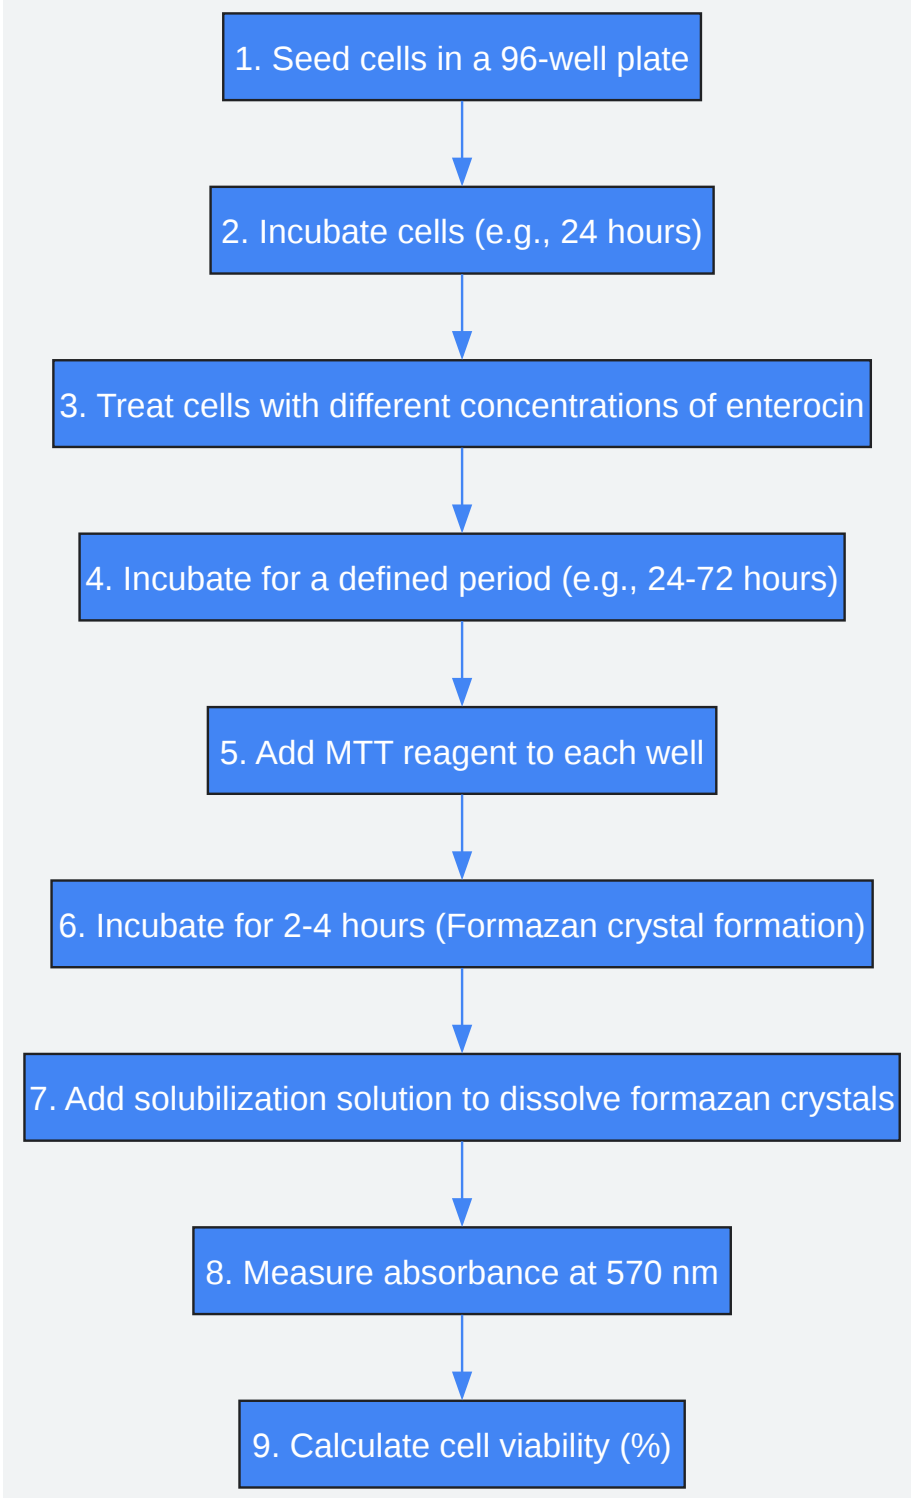 1. Seed cells in a 96-well plate
2. Incubate cells (e.g., 24 hours)
3. Treat cells with different concentrations of enterocin
4. Incubate for a defined period (e.g., 24-72 hours)
5. Add MTT reagent to each well
6. Incubate for 2-4 hours (Formazan crystal formation)
7. Add solubilization solution to dissolve formazan crystals
8. Measure absorbance at 570 nm
9. Calculate cell viability (%)